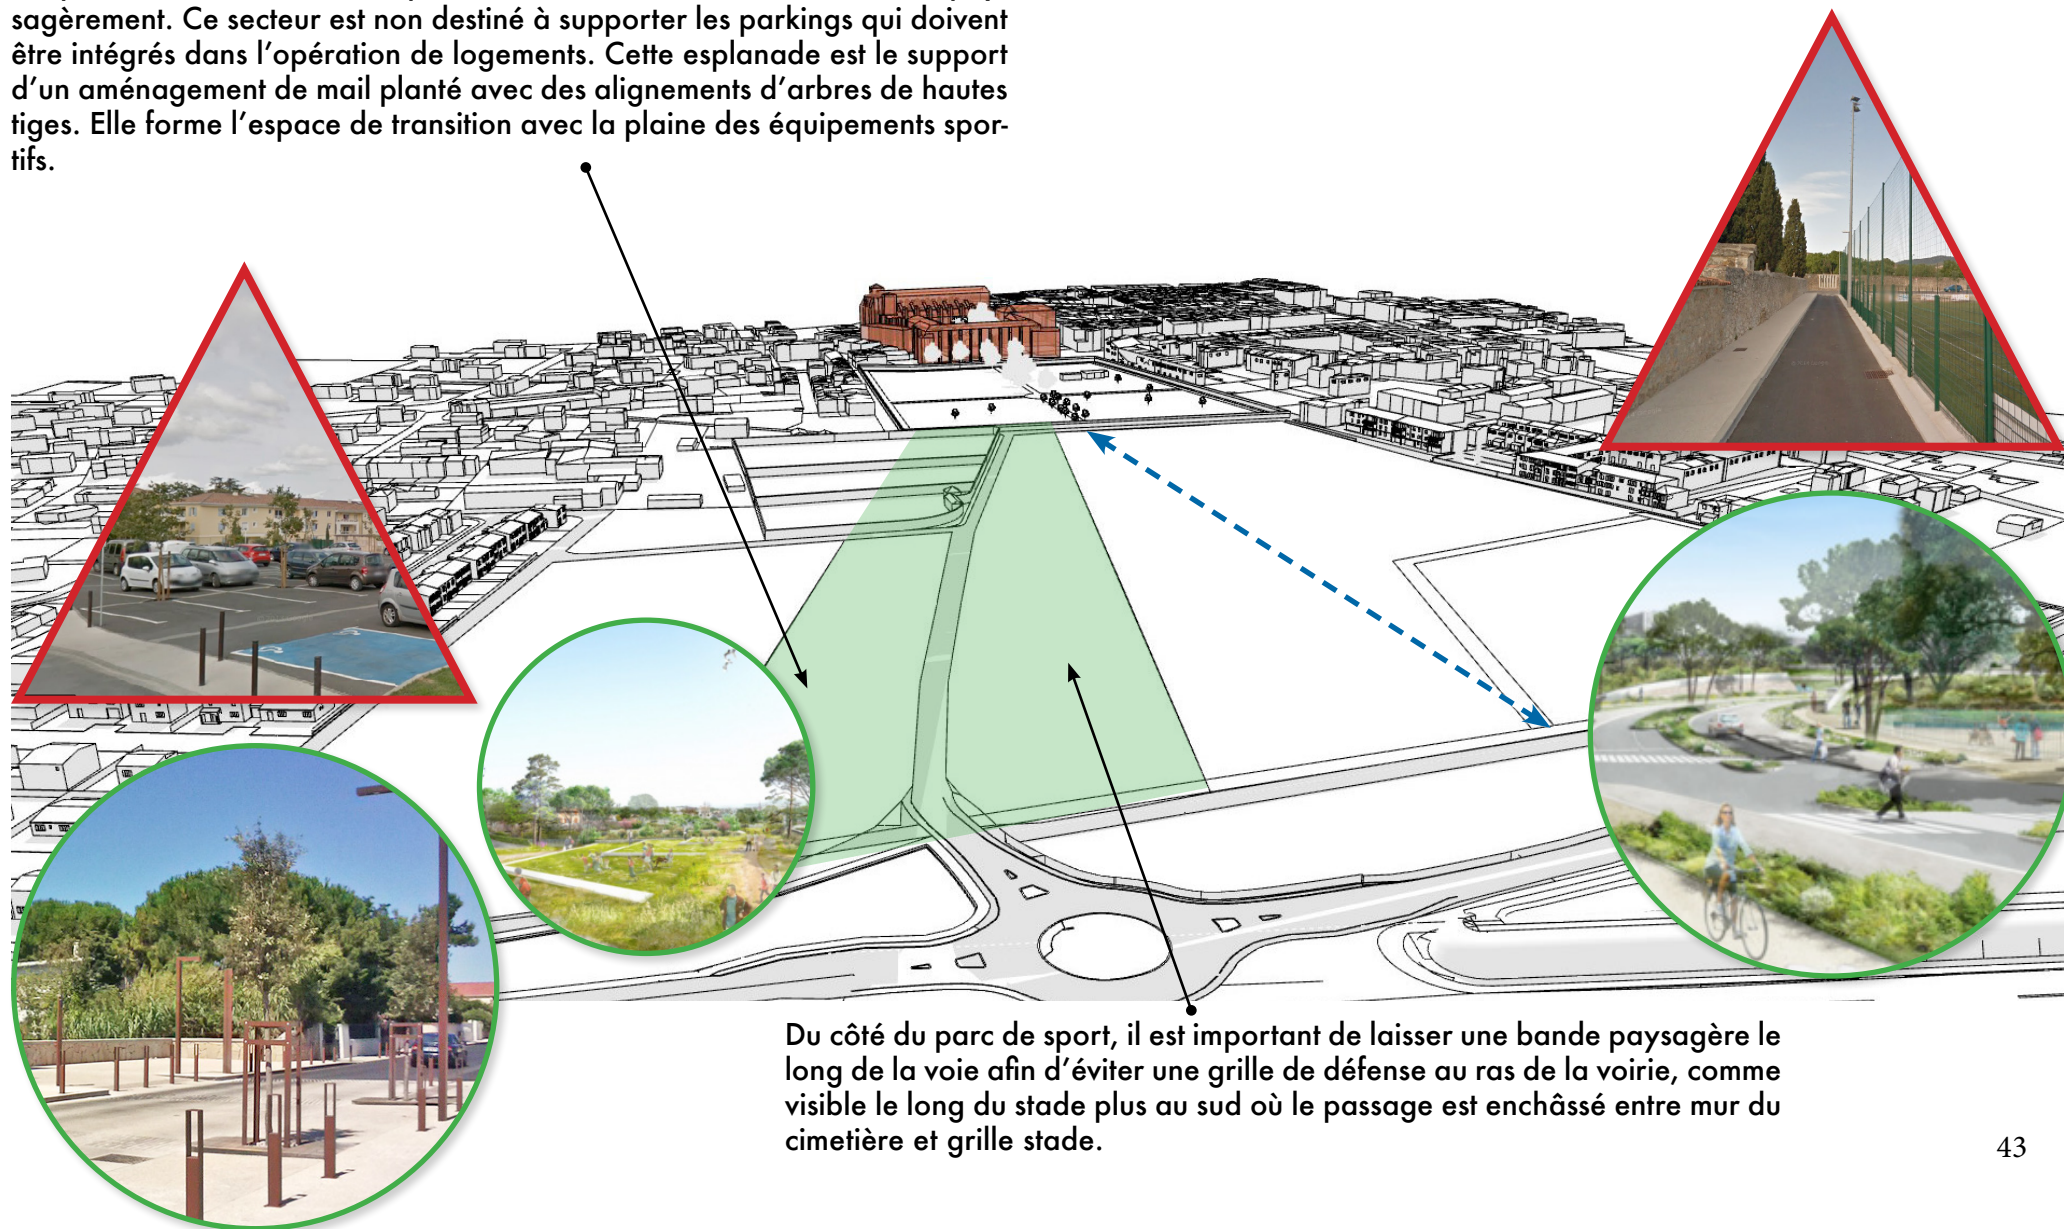 sagèrement. Ce secteur est non destiné à supporter les parkings qui doivent
être intégrés dans l'opération de logements. Cette esplanade est le support
d'un aménagement de mail planté avec des alignements d'arbres de hautes
tiges. Elle forme l'espace de transition avec la plaine des équipements spor-
tifs.
Du côté du parc de sport, il est important de laisser une bande paysagère le
long de la voie afin d'éviter une grille de défense au ras de la voirie, comme
visible le long du stade plus au sud où le passage est enchâssé entre mur du
cimetière et grille stade.
43